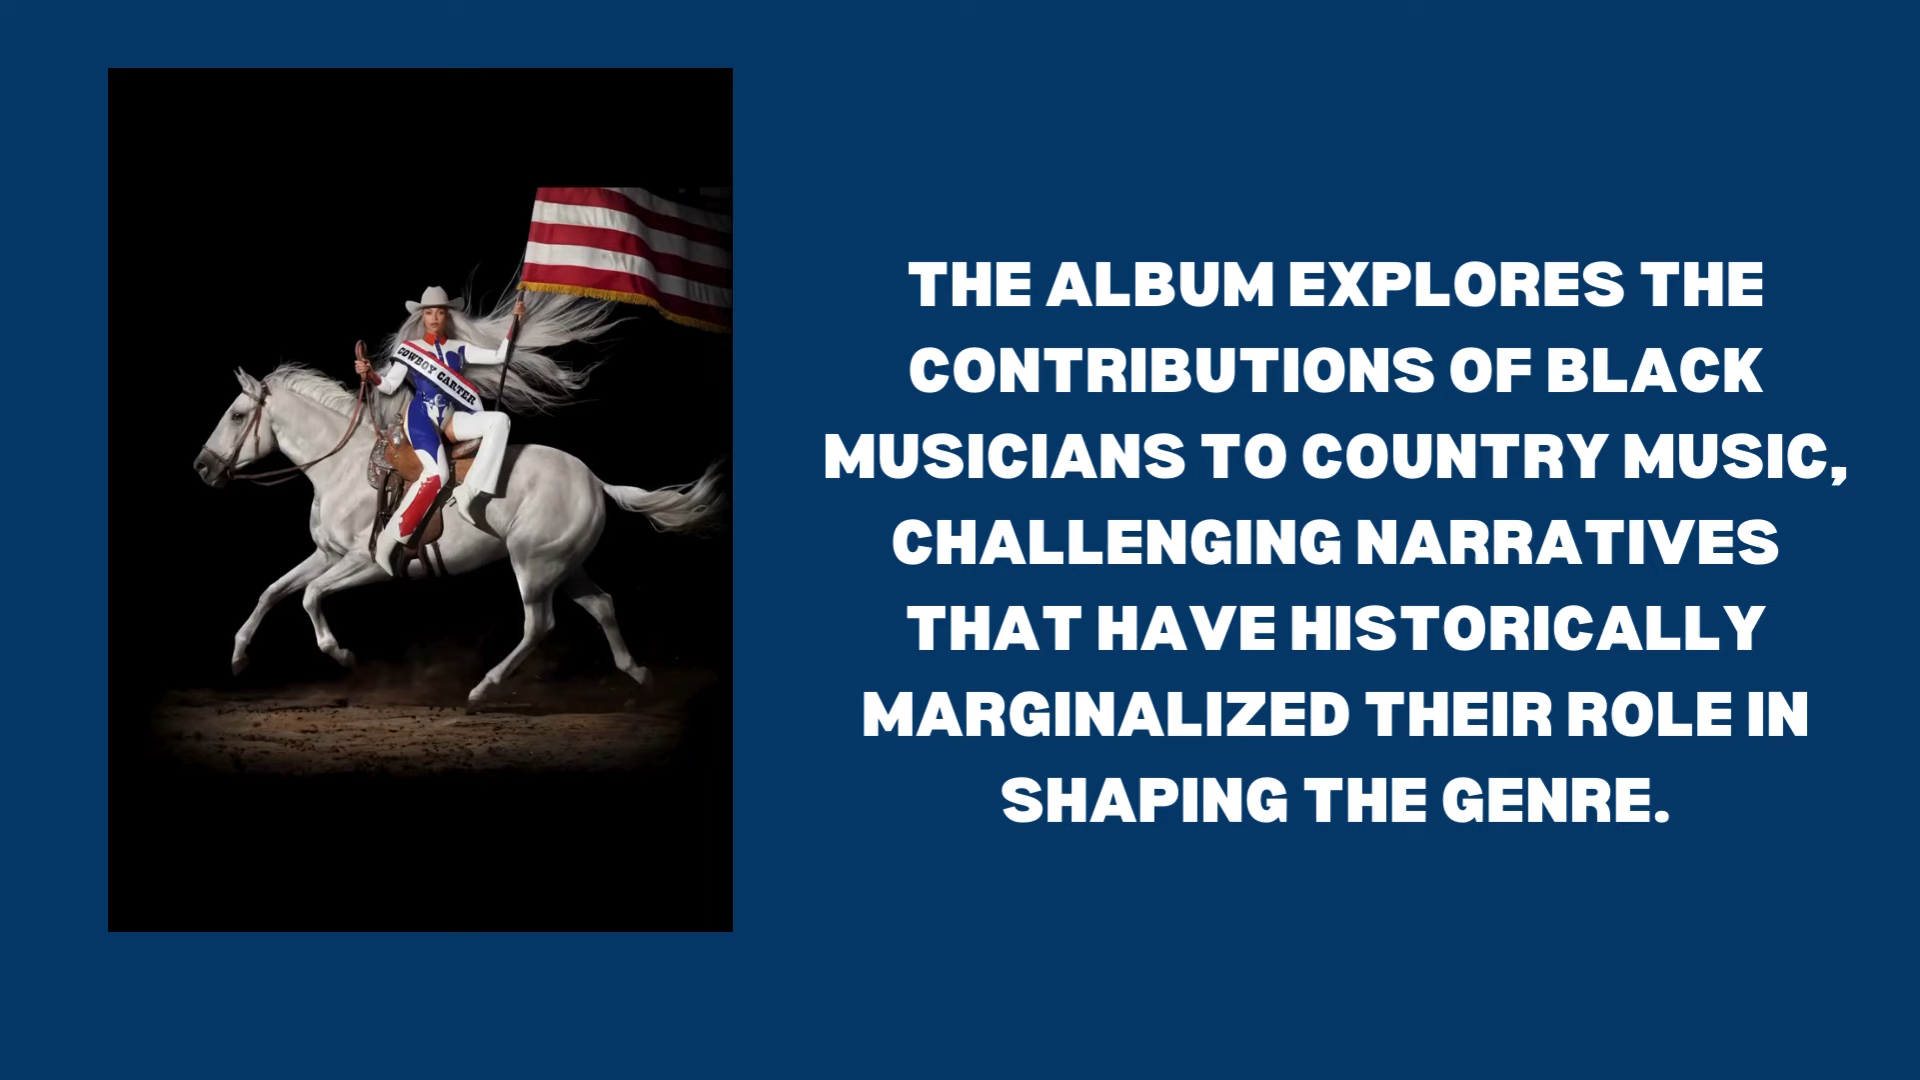 COWBOY CARTER
THE ALBUM EXPLORES THE
CONTRIBUTIONS OF BLACK
MUSICIANS TO COUNTRY MUSIC,
CHALLENGING NARRATIVES
THAT HAVE HISTORICALLY
MARGINALIZED THEIR ROLE IN
SHAPING THE GENRE.